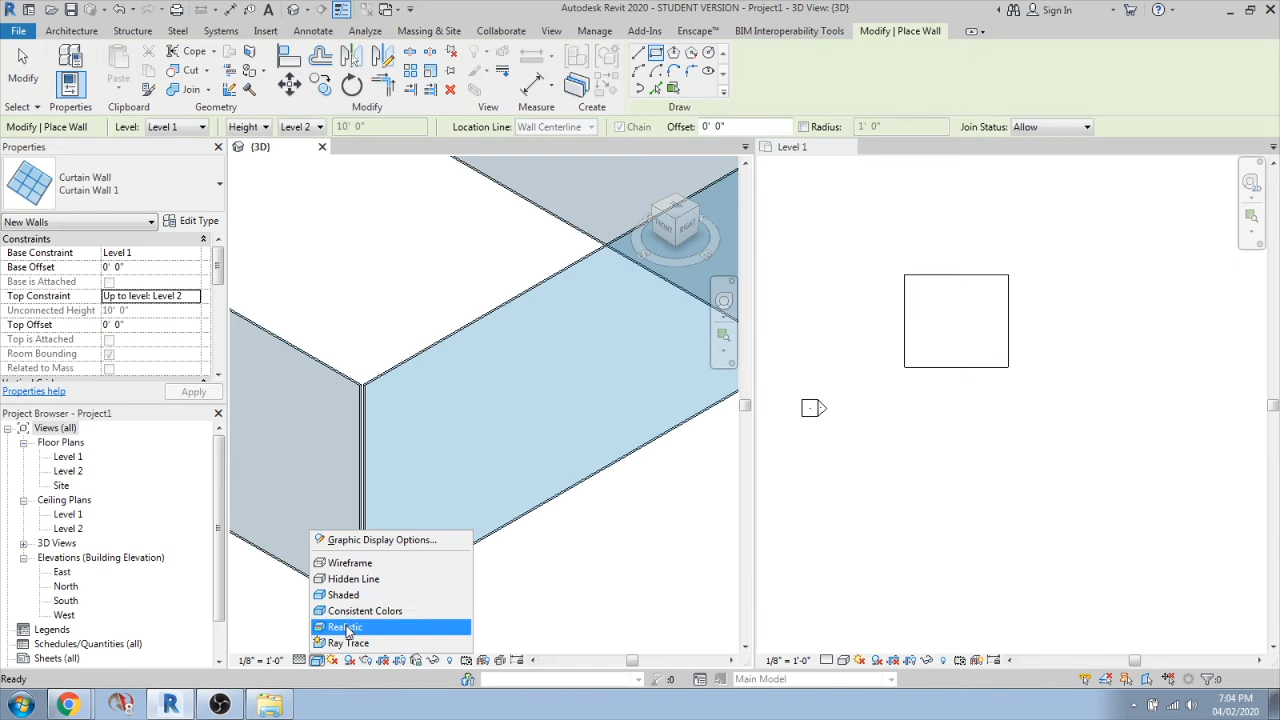 Autodesk Revit 2020 - STUDENT VERSION - Project1 - 3D View: {3D}
Sign In
File Architecture Structure Steel Systems Insert Annotate Analyze Massing & Site Collaborate View Manage Add-Ins Enscape™ BIM Interoperability Tools Modify | Place Wall
Modify
Paste
Cope
Cut
Join
Select Properties Clipboard Geometry Modify View Measure Create Draw
Modify | Place Wall Level: Level 1 Height Level 2 10' 0" Location Line: Wall Centerline Chain Offset: 0' 0" Radius: 1' 0" Join Status: Allow
Properties
{3D}
Level 1
Curtain Wall
Curtain Wall 1
New Walls
Edit Type
Constraints
Base Constraint Level 1
Base Offset 0' 0"
Base is Attached
Top Constraint Up to level: Level 2
Unconnected Height 10' 0"
Top Offset 0' 0"
Top is Attached
Room Bounding
Related to Mass
Properties help
Apply
Project Browser - Project1
Views (all)
Floor Plans
Level 1
Level 2
Site
Ceiling Plans
Level 1
Level 2
3D Views
Elevations (Building Elevation)
East
North
South
West
Legends
Schedules/Quantities (all)
Sheets (all)
FRONT
RIGHT
2D
Graphic Display Options...
Wireframe
Hidden Line
Shaded
Consistent Colors
Realistic
Ray Trace
1/8" = 1'-0"
1/8" = 1'-0"
Ready
:0
Main Model
:0
7:04 PM
04/02/2020